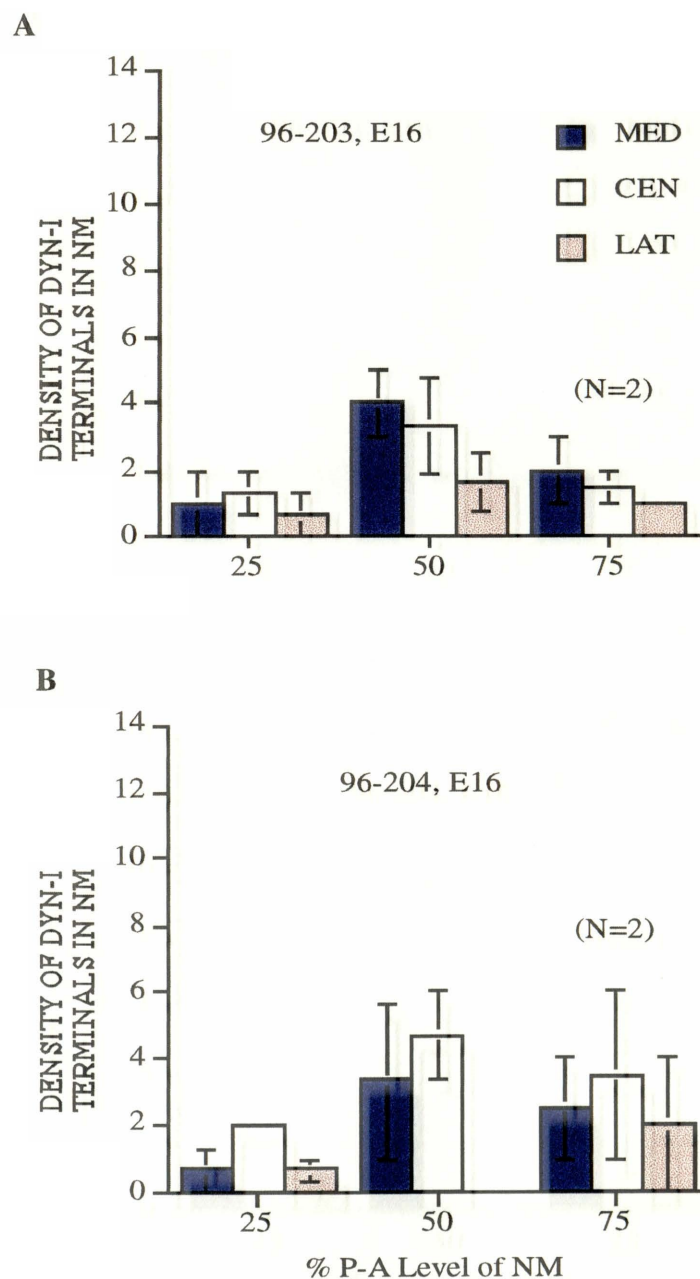 A
14
12
10
8
6
4
2
0
DENSITY OF DYN-I
TERMINALS IN NM
96-203, E16
MED
CEN
LAT
(N=2)
25 50 75
B
14
12
10
8
6
4
2
0
DENSITY OF DYN-I
TERMINALS IN NM
96-204, E16
(N=2)
25 50 75
% P-A Level of NM